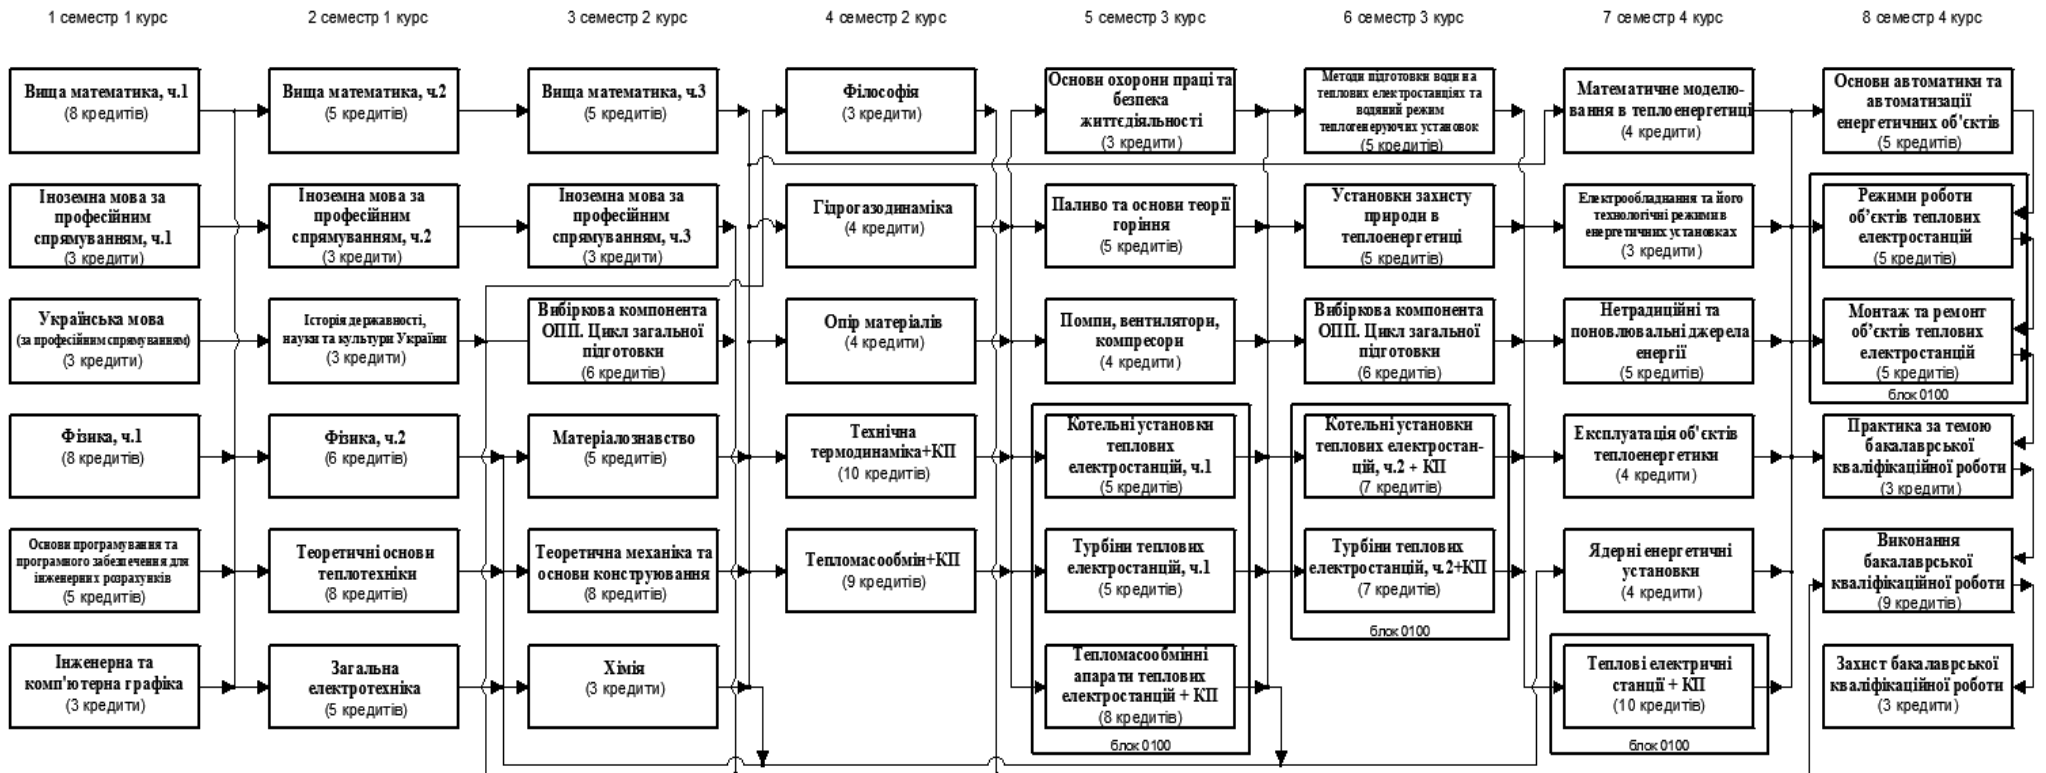 1 семестр 1 курс
2 семестр 1 курс
3 семестр 2 курс
4 семестр 2 курс
5 семестр 3 курс
6 семестр 3 курс
7 семестр 4 курс
8 семестр 4 курс
Вища математика, ч.1
(8 кредитів)
Вища математика, ч.2
(5 кредитів)
Вища математика, ч.3
(5 кредитів)
Філософія
(3 кредити)
Основи охорони праці та
безпека
життєдіяльності
(3 кредити)
Методи підготовки води на
теплових електростанціях та
водяний режим
теплогенеруючих установок
(5 кредитів)
Математичне моделю-
вання в теплоенергетиці
(4 кредити)
Основи автоматики та
автоматизації
енергетичних об'єктів
(5 кредитів)
Іноземна мова за
професійним
спрямуванням, ч.1
(3 кредити)
Іноземна мова за
професійним
спрямуванням, ч.2
(3 кредити)
Іноземна мова за
професійним
спрямуванням, ч.3
(3 кредити)
Гідрогазодинаміка
(4 кредити)
Паливо та основи теорії
горіння
(5 кредитів)
Установки захисту
природи в
теплоенергетиці
(5 кредитів)
Електрообладнання та його
технологічні режими в
енергетичних установках
(3 кредити)
Режими роботи
об'єктів теплових
електростанцій
(5 кредитів)
Українська мова
(за професійним спрямуванням)
(3 кредити)
Історія державності,
науки та культури України
(3 кредити)
Вибіркова компонента
ОПП. Цикл загальної
підготовки
(6 кредитів)
Опір матеріалів
(4 кредити)
Помпи, вентилятори,
компресори
(4 кредити)
Вибіркова компонента
ОПП. Цикл загальної
підготовки
(6 кредитів)
Нетрадиційні та
поновлювальні джерела
енергії
(5 кредитів)
Монтаж та ремонт
об'єктів теплових
електростанцій
(5 кредитів)
блок 0100
Фізика, ч.1
(8 кредитів)
Фізика, ч.2
(6 кредитів)
Матеріалознавство
(5 кредитів)
Технічна
термодинаміка+КП
(10 кредитів)
Котельні установки
теплових
електростанцій, ч.1
(5 кредитів)
Котельні установки
теплових електростан-
цій, ч.2 + КП
(7 кредитів)
Експлуатація об'єктів
теплоенергетики
(4 кредити)
Практика за темою
бакалаврської
кваліфікаційної роботи
(3 кредити)
Основи програмування та
програмного забезпечення для
інженерних розрахунків
(5 кредитів)
Теоретичні основи
теплотехніки
(8 кредитів)
Теоретична механіка та
основи конструювання
(8 кредитів)
Тепломасообмін+КП
(9 кредитів)
Турбіни теплових
електростанцій, ч.1
(5 кредитів)
Турбіни теплових
електростанцій, ч.2+КП
(7 кредитів)
блок 0100
Ядерні енергетичні
установки
(4 кредити)
Виконання
бакалаврської
кваліфікаційної роботи
(9 кредитів)
Інженерна та
комп'ютерна графіка
(3 кредити)
Загальна
електротехніка
(5 кредитів)
Хімія
(3 кредити)
Тепломасообмінні
апарати теплових
електростанцій + КП
(8 кредитів)
блок 0100
Теплові електричні
станції + КП
(10 кредитів)
блок 0100
Захист бакалаврської
кваліфікаційної роботи
(3 кредити)